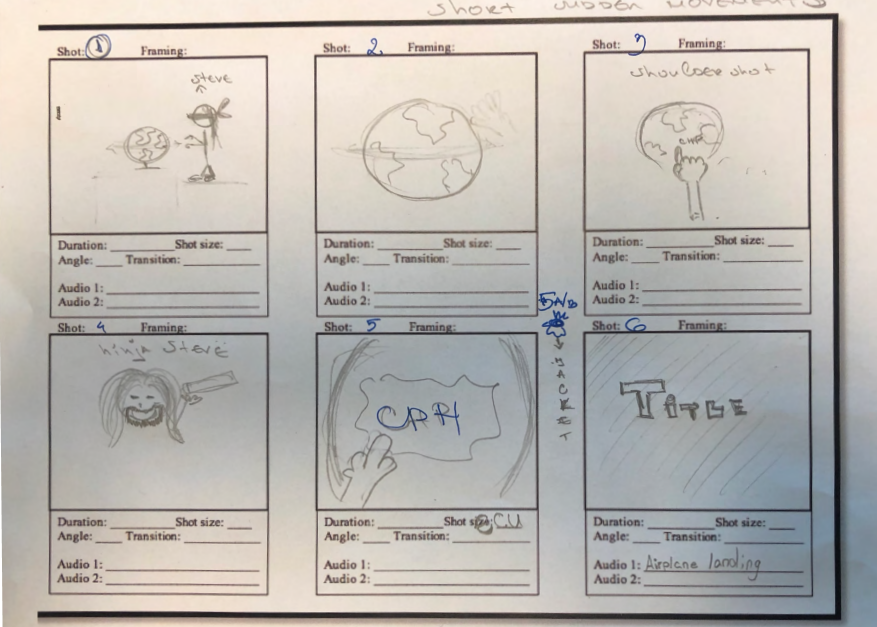 SHORT SUDDEN MOVEMENTS
Shot: 1 Framing:
Steve
Duration: Shot size:
Angle: Transition:
Audio 1:
Audio 2:
Shot: 2 Framing:
Duration: Shot size:
Angle: Transition:
Audio 1:
Audio 2:
Shot: 3 Framing:
shoulder shot
Duration: Shot size:
Angle: Transition:
Audio 1:
Audio 2:
Shot: 4 Framing:
ninja Steve
Duration: Shot size:
Angle: Transition:
Audio 1:
Audio 2:
Shot: 5 Framing:
Duration: Shot size: CU
Angle: Transition:
Audio 1:
Audio 2:
JACKET
Shot: 6 Framing:
TITLE
Duration: Shot size:
Angle: Transition:
Audio 1: Airplane landing
Audio 2: